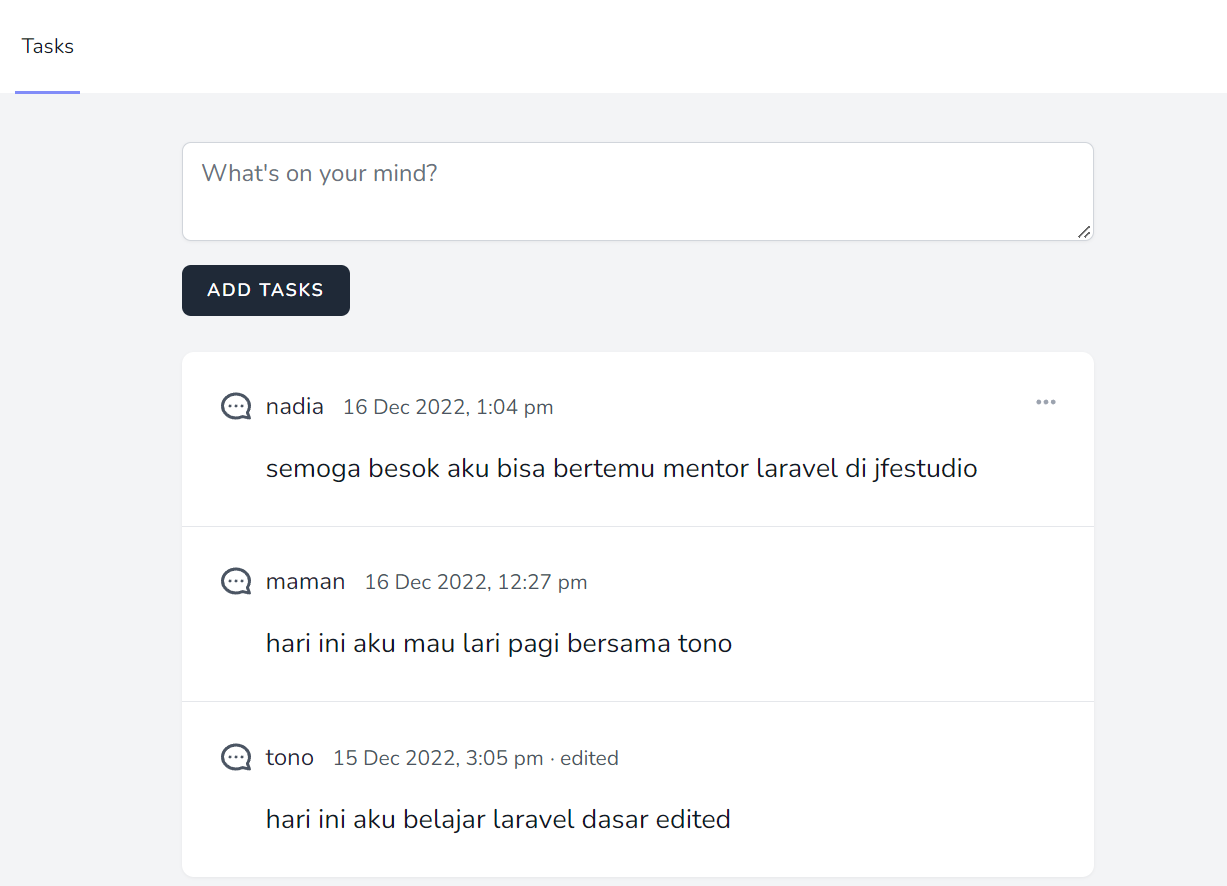 Tasks
What's on your mind?
ADD TASKS
nadia 16 Dec 2022, 1:04 pm
semoga besok aku bisa bertemu mentor laravel di jfestudio
maman 16 Dec 2022, 12:27 pm
hari ini aku mau lari pagi bersama tono
tono 15 Dec 2022, 3:05 pm · edited
hari ini aku belajar laravel dasar edited